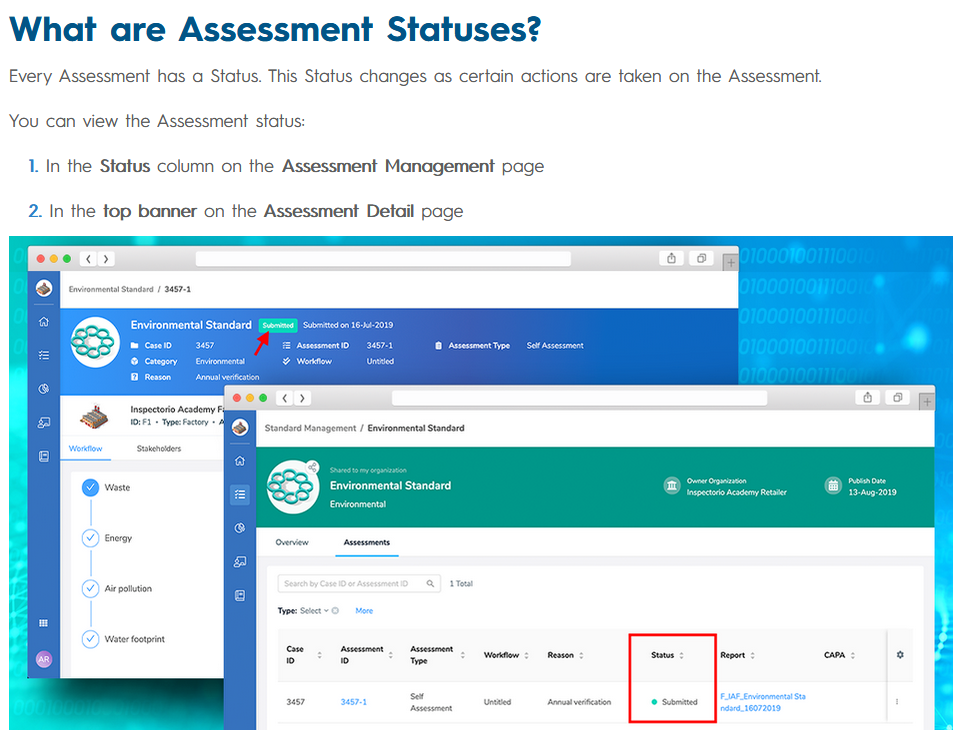 What are Assessment Statuses?
Every Assessment has a Status. This Status changes as certain actions are taken on the Assessment.
You can view the Assessment status:
1. In the Status column on the Assessment Management page
2. In the top banner on the Assessment Detail page
Environmental Standard / 3457-1
Environmental Standard Submitted Submitted on 16-Jul-2019
Case ID 3457 Assessment ID 3457-1 Assessment Type Self Assessment
Category Environmental Workflow Untitled
Reason Annual verification
Inspectorio Academy Fa
ID: F1 • Type: Factory • A
Workflow Stakeholders
Waste
Energy
Air pollution
Water footprint
AR
Standard Management / Environmental Standard
Shared to my organization
Environmental Standard
Environmental
Owner Organization
Inspectorio Academy Retailer
Publish Date
13-Aug-2019
Overview Assessments
Search by Case ID or Assessment ID 1 Total
Type: Select More
Case ID Assessment ID Assessment Type Workflow Reason Status Report CAPA
3457 3457-1 Self Assessment Untitled Annual verification Submitted F_IAF_Environmental Sta
ndard_16072019